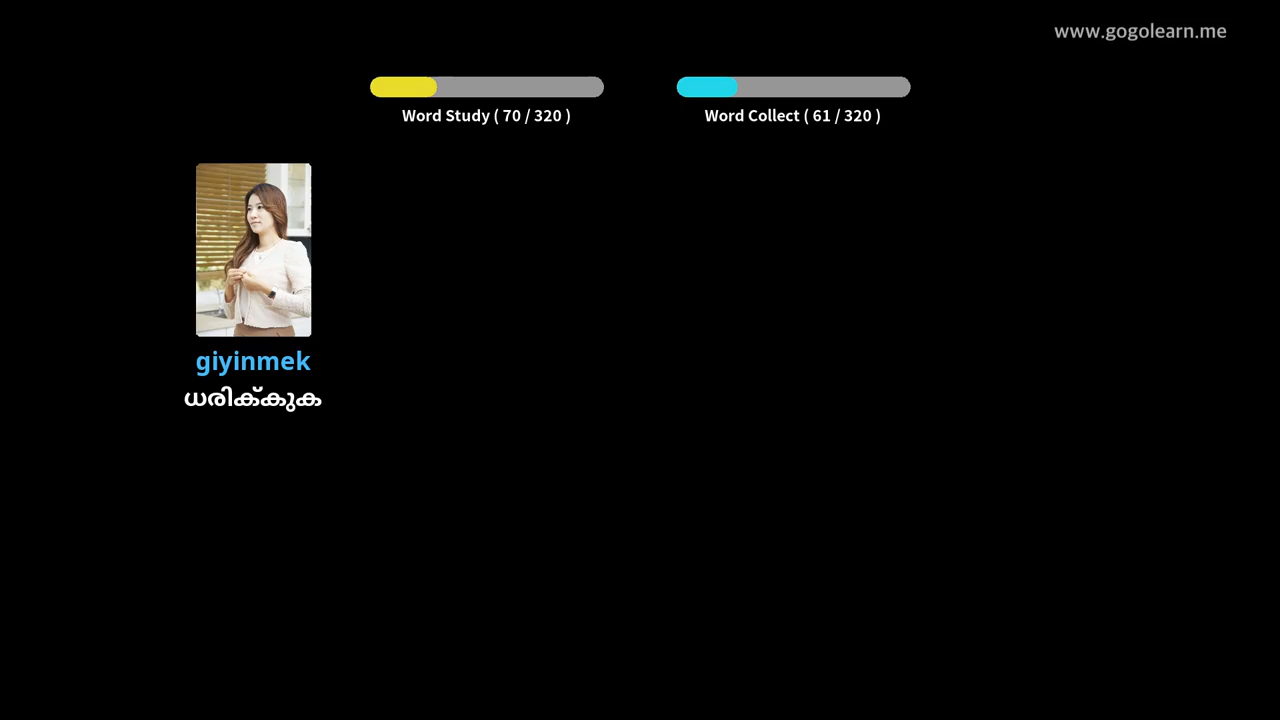 www.gogolearn.me
Word Study ( 70 / 320 )
Word Collect ( 61 / 320 )
giyinmek
ധരിക്കുക